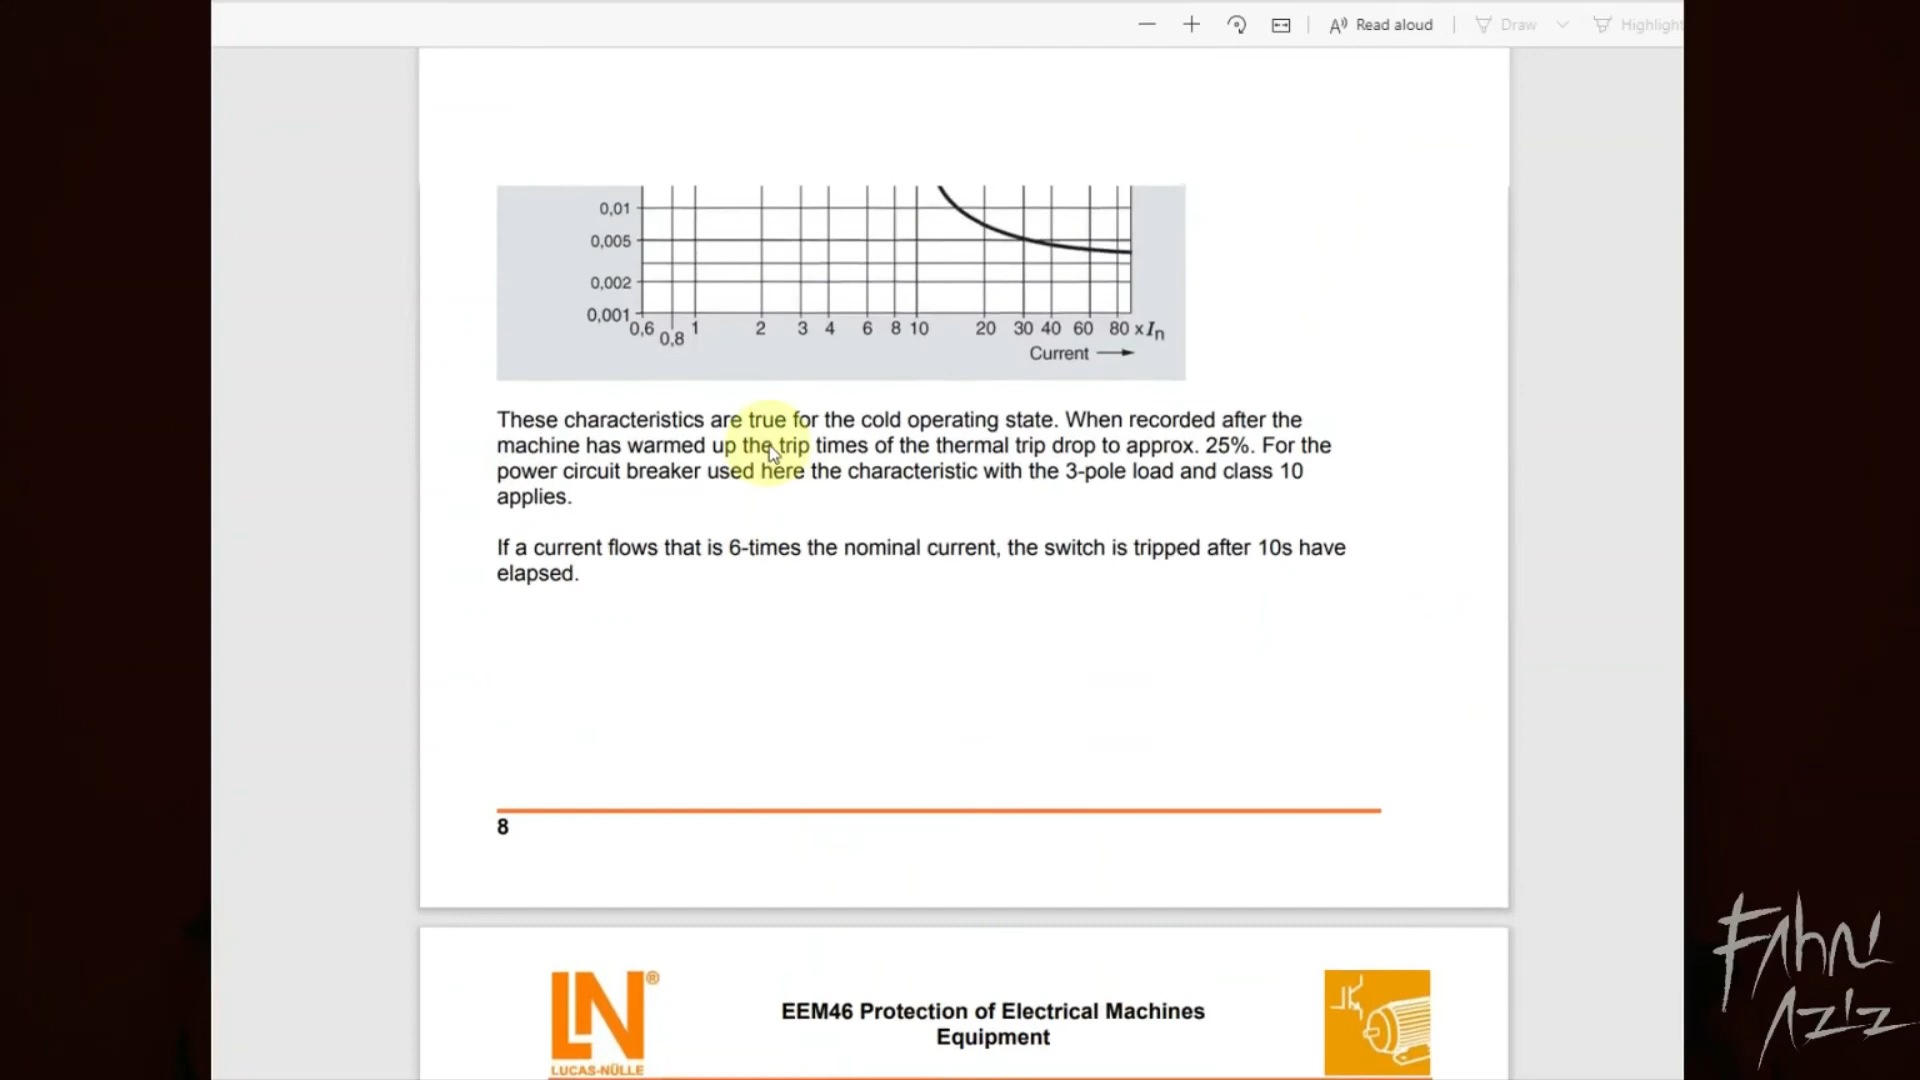 Read aloud
Draw
Highlight
0,01
0,005
0,002
0,001
0,6 0,8 1 2 3 4 6 8 10 20 30 40 60 80 x In
Current
These characteristics are true for the cold operating state. When recorded after the
machine has warmed up the trip times of the thermal trip drop to approx. 25%. For the
power circuit breaker used here the characteristic with the 3-pole load and class 10
applies.
If a current flows that is 6-times the nominal current, the switch is tripped after 10s have
elapsed.
8
LN®
LUCAS-NÜLLE
EEM46 Protection of Electrical Machines
Equipment
FAhNI
AZIZ